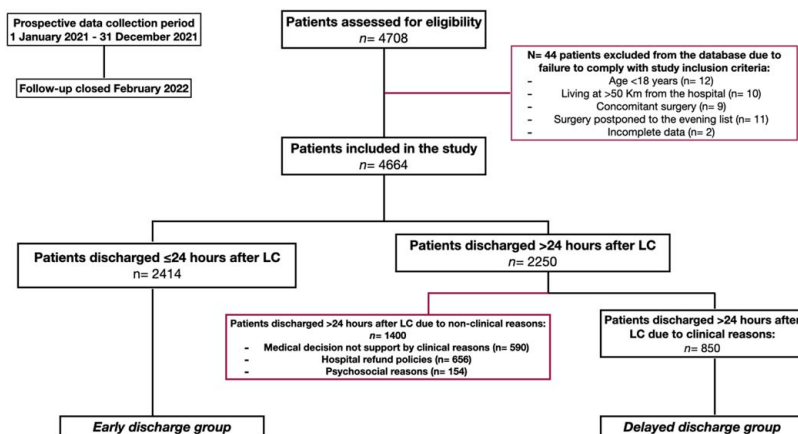 Prospective data collection period
1 January 2021 - 31 December 2021
Follow-up closed February 2022
Patients assessed for eligibility
n= 4708
N= 44 patients excluded from the database due to
failure to comply with study inclusion criteria:
- Age <18 years (n= 12)
- Living at >50 Km from the hospital (n= 10)
- Concomitant surgery (n= 9)
- Surgery postponed to the evening list (n= 11)
- Incomplete data (n= 2)
Patients included in the study
n= 4664
Patients discharged ≤24 hours after LC
n= 2414
Patients discharged >24 hours after LC
n= 2250
Patients discharged >24 hours after LC due to non-clinical reasons:
n= 1400
- Medical decision not support by clinical reasons (n= 590)
- Hospital refund policies (n= 656)
- Psychosocial reasons (n= 154)
Patients discharged >24 hours after
LC due to clinical reasons:
n= 850
Early discharge group
Delayed discharge group